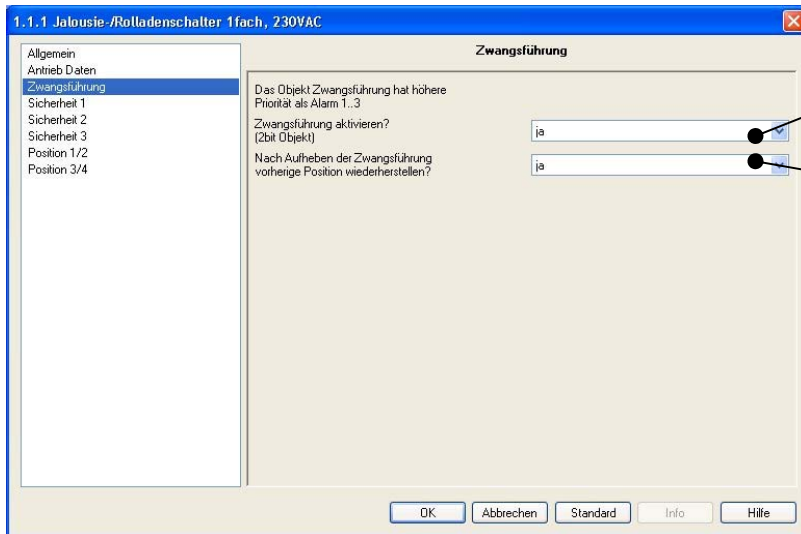 1.1.1 Jalousie-/Rolladenschalter 1fach, 230VAC
Allgemein
Antrieb Daten
Zwangsführung
Sicherheit 1
Sicherheit 2
Sicherheit 3
Position 1/2
Position 3/4
Zwangsführung
Das Objekt Zwangsführung hat höhere
Priorität als Alarm 1..3
Zwangsführung aktivieren?
(2bit Objekt)
ja
Nach Aufheben der Zwangsführung
vorherige Position wiederherstellen?
ja
OK
Abbrechen
Standard
Info
Hilfe